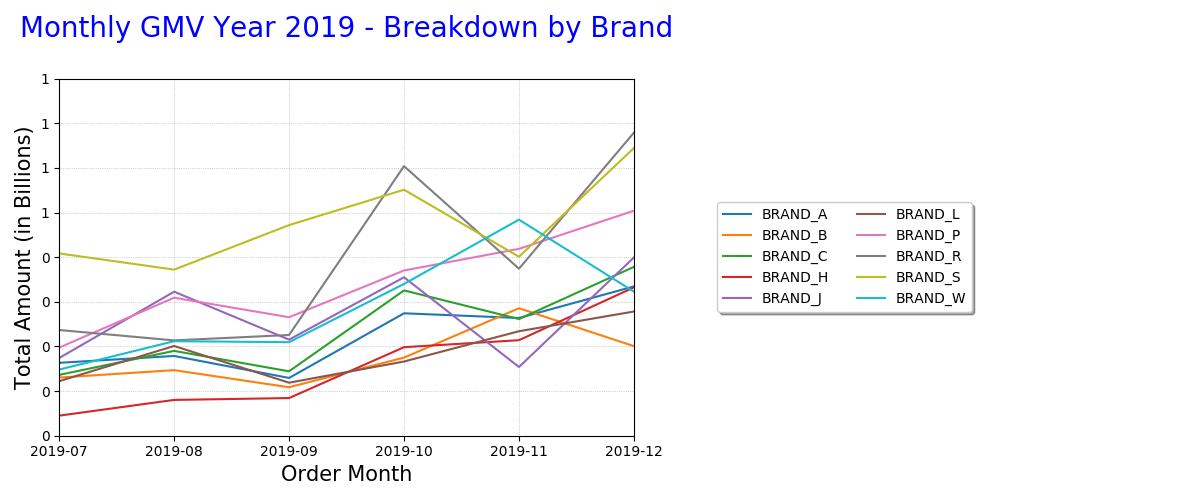 Monthly GMV Year 2019 - Breakdown by Brand
Total Amount (in Billions)
1
1
1
1
0
0
0
0
0
2019-07 2019-08 2019-09 2019-10 2019-11 2019-12
Order Month
BRAND_A BRAND_L
BRAND_B BRAND_P
BRAND_C BRAND_R
BRAND_H BRAND_S
BRAND_J BRAND_W